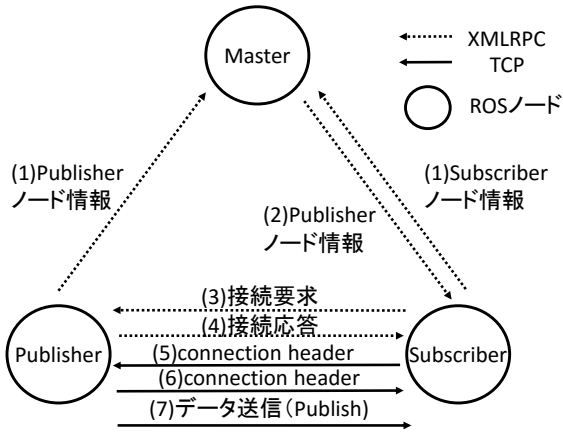 Master
XMLRPC
TCP
ROSノード
(1)Publisher
ノード情報
(1)Subscriber
ノード情報
(2)Publisher
ノード情報
(3)接続要求
(4)接続応答
Publisher
(5)connection header
Subscriber
(6)connection header
(7)データ送信(Publish)